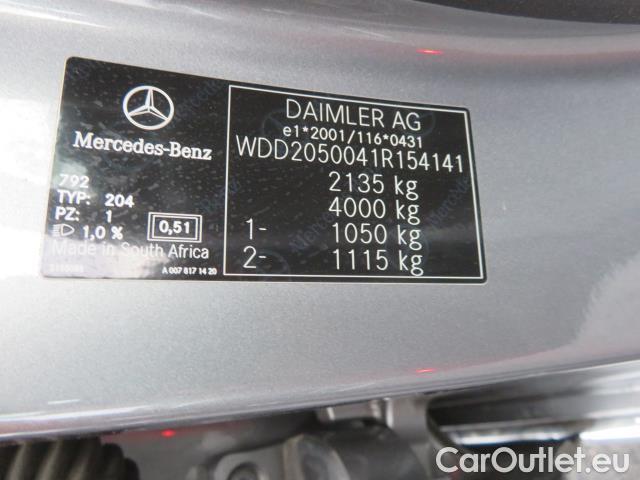 Mercedes-Benz
792
TYP: 204
PZ: 1
1,0 %
0,51
Made in South Africa
A 007 817 14 20
DAIMLER AG
e1*2001/116*0431
WDD2050041R154141
2135 kg
4000 kg
1- 1050 kg
2- 1115 kg
CarOutlet.eu